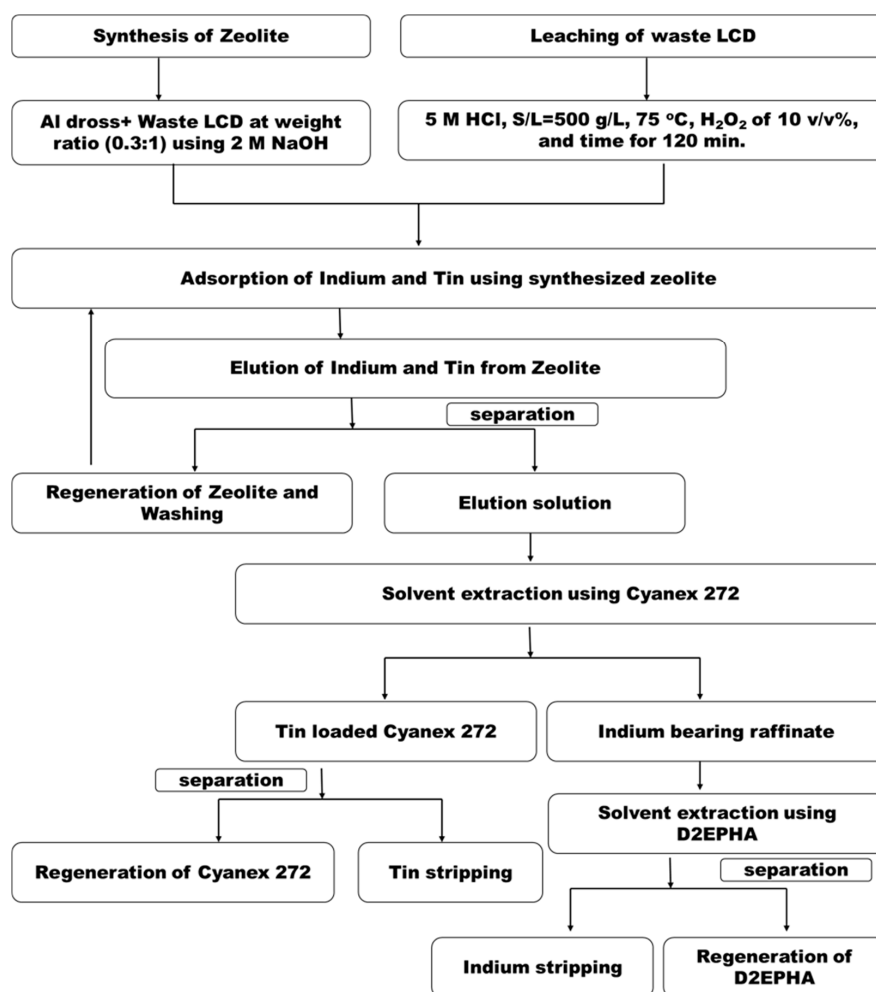 Synthesis of Zeolite
Leaching of waste LCD
Al dross+ Waste LCD at weight
ratio (0.3:1) using 2 M NaOH
5 M HCl, S/L=500 g/L, 75 °C, H₂O₂ of 10 v/v%,
and time for 120 min.
Adsorption of Indium and Tin using synthesized zeolite
Elution of Indium and Tin from Zeolite
separation
Regeneration of Zeolite and
Washing
Elution solution
Solvent extraction using Cyanex 272
Tin loaded Cyanex 272
Indium bearing raffinate
separation
Solvent extraction using
D2EPHA
Regeneration of Cyanex 272
Tin stripping
separation
Indium stripping
Regeneration of
D2EPHA